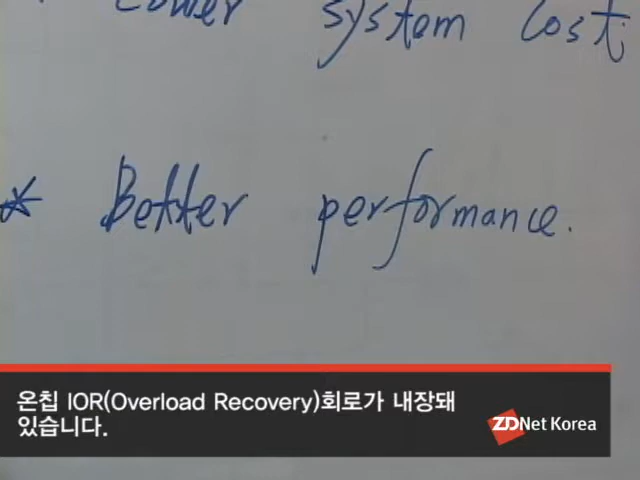 Lower system cost.
* Better performance.
온칩 IOR(Overload Recovery)회로가 내장돼
있습니다.
ZDNet Korea